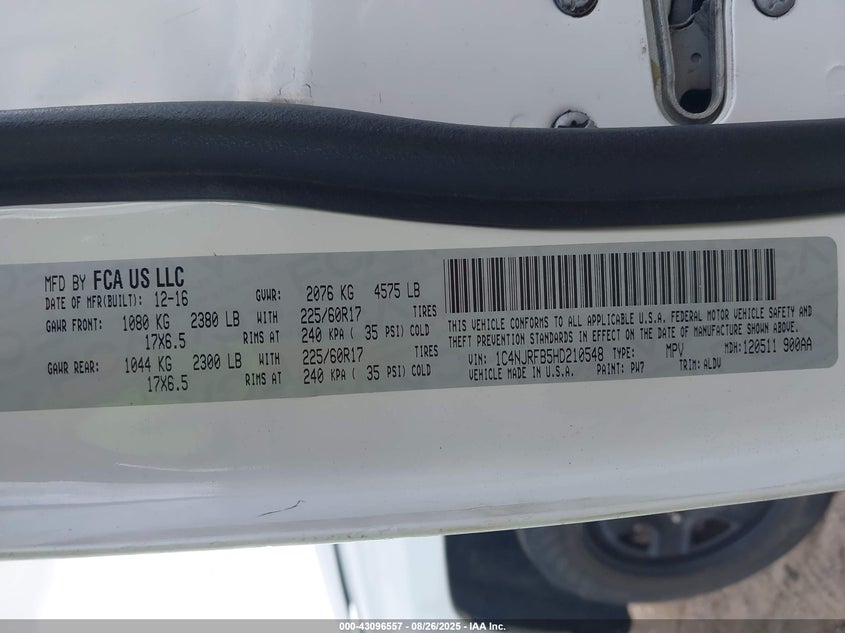 MFD BY FCA US LLC
DATE OF MFR(BUILT): 12-16 GVWR: 2076 KG 4575 LB
GAWR FRONT: 1080 KG 2380 LB WITH 225/60R17 TIRES
17X6.5 RIMS AT 240 KPA ( 35 PSI) COLD
GAWR REAR: 1044 KG 2300 LB WITH 225/60R17 TIRES
17X6.5 RIMS AT 240 KPA ( 35 PSI) COLD
THIS VEHICLE CONFORMS TO ALL APPLICABLE U.S.A. FEDERAL MOTOR VEHICLE SAFETY AND
THEFT PREVENTION STANDARDS IN EFFECT ON THE DATE OF MANUFACTURE SHOWN ABOVE.
VIN: 1C4NJRFB5HD210548 TYPE: MPV MDH: 120511 900AA
VEHICLE MADE IN U.S.A. PAINT: PW7 TRIM: ALDV
000-43096557 - 08/26/2025 - IAA Inc.